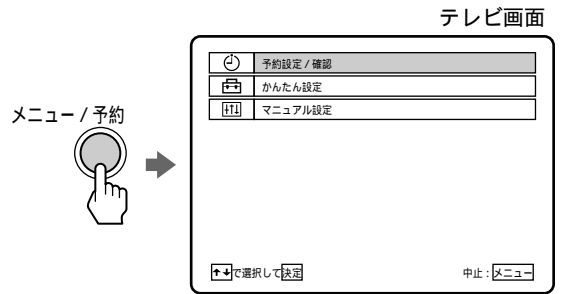 テレビ画面
メニュー / 予約
予約設定 / 確認
かんたん設定
マニュアル設定
↑↓で選択して決定
中止 : メニュー